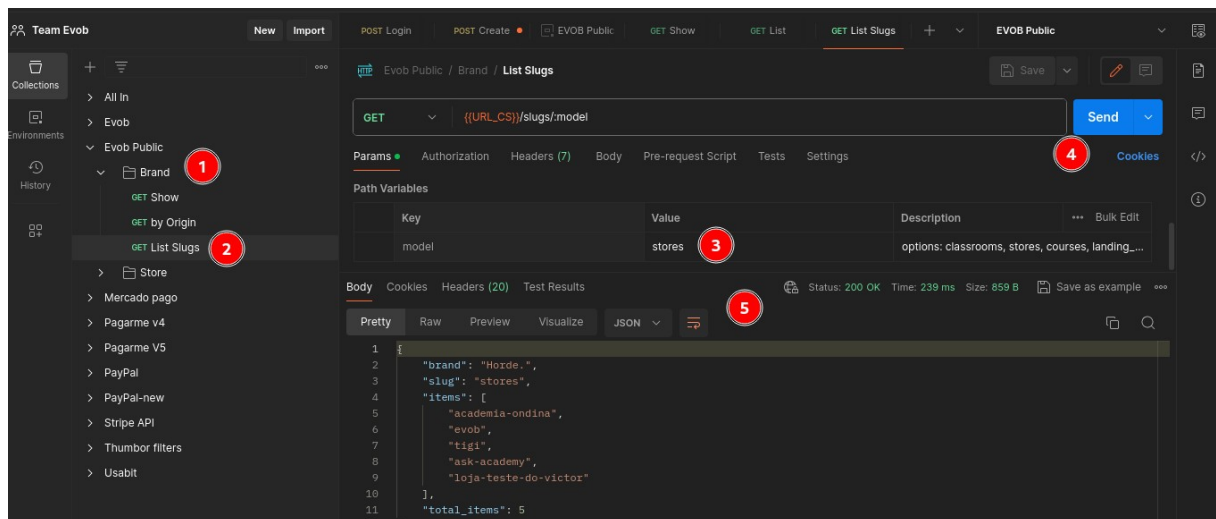 Team Evob New Import
POST Login POST Create EVOB Public GET Show GET List GET List Slugs EVOB Public
Collections
Environments
History
All In
Evob
Evob Public
Brand 1
GET Show
GET by Origin
GET List Slugs 2
Store
Mercado pago
Pagarme v4
Pagarme V5
PayPal
PayPal-new
Stripe API
Thumbor filters
Usabit
HTTP Evob Public / Brand / List Slugs Save
GET {{URL_CS}}/slugs/:model Send
Params Authorization Headers (7) Body Pre-request Script Tests Settings 4 Cookies
Path Variables
Key Value Description Bulk Edit
model stores 3 options: classrooms, stores, courses, landing_...
Body Cookies Headers (20) Test Results Status: 200 OK Time: 239 ms Size: 859 B Save as example
5
Pretty Raw Preview Visualize JSON
1 {
2 "brand": "Horde.",
3 "slug": "stores",
4 "items": [
5 "academia-ondina",
6 "evob",
7 "tigi",
8 "ask-academy",
9 "loja-teste-do-victor"
10 ],
11 "total_items": 5